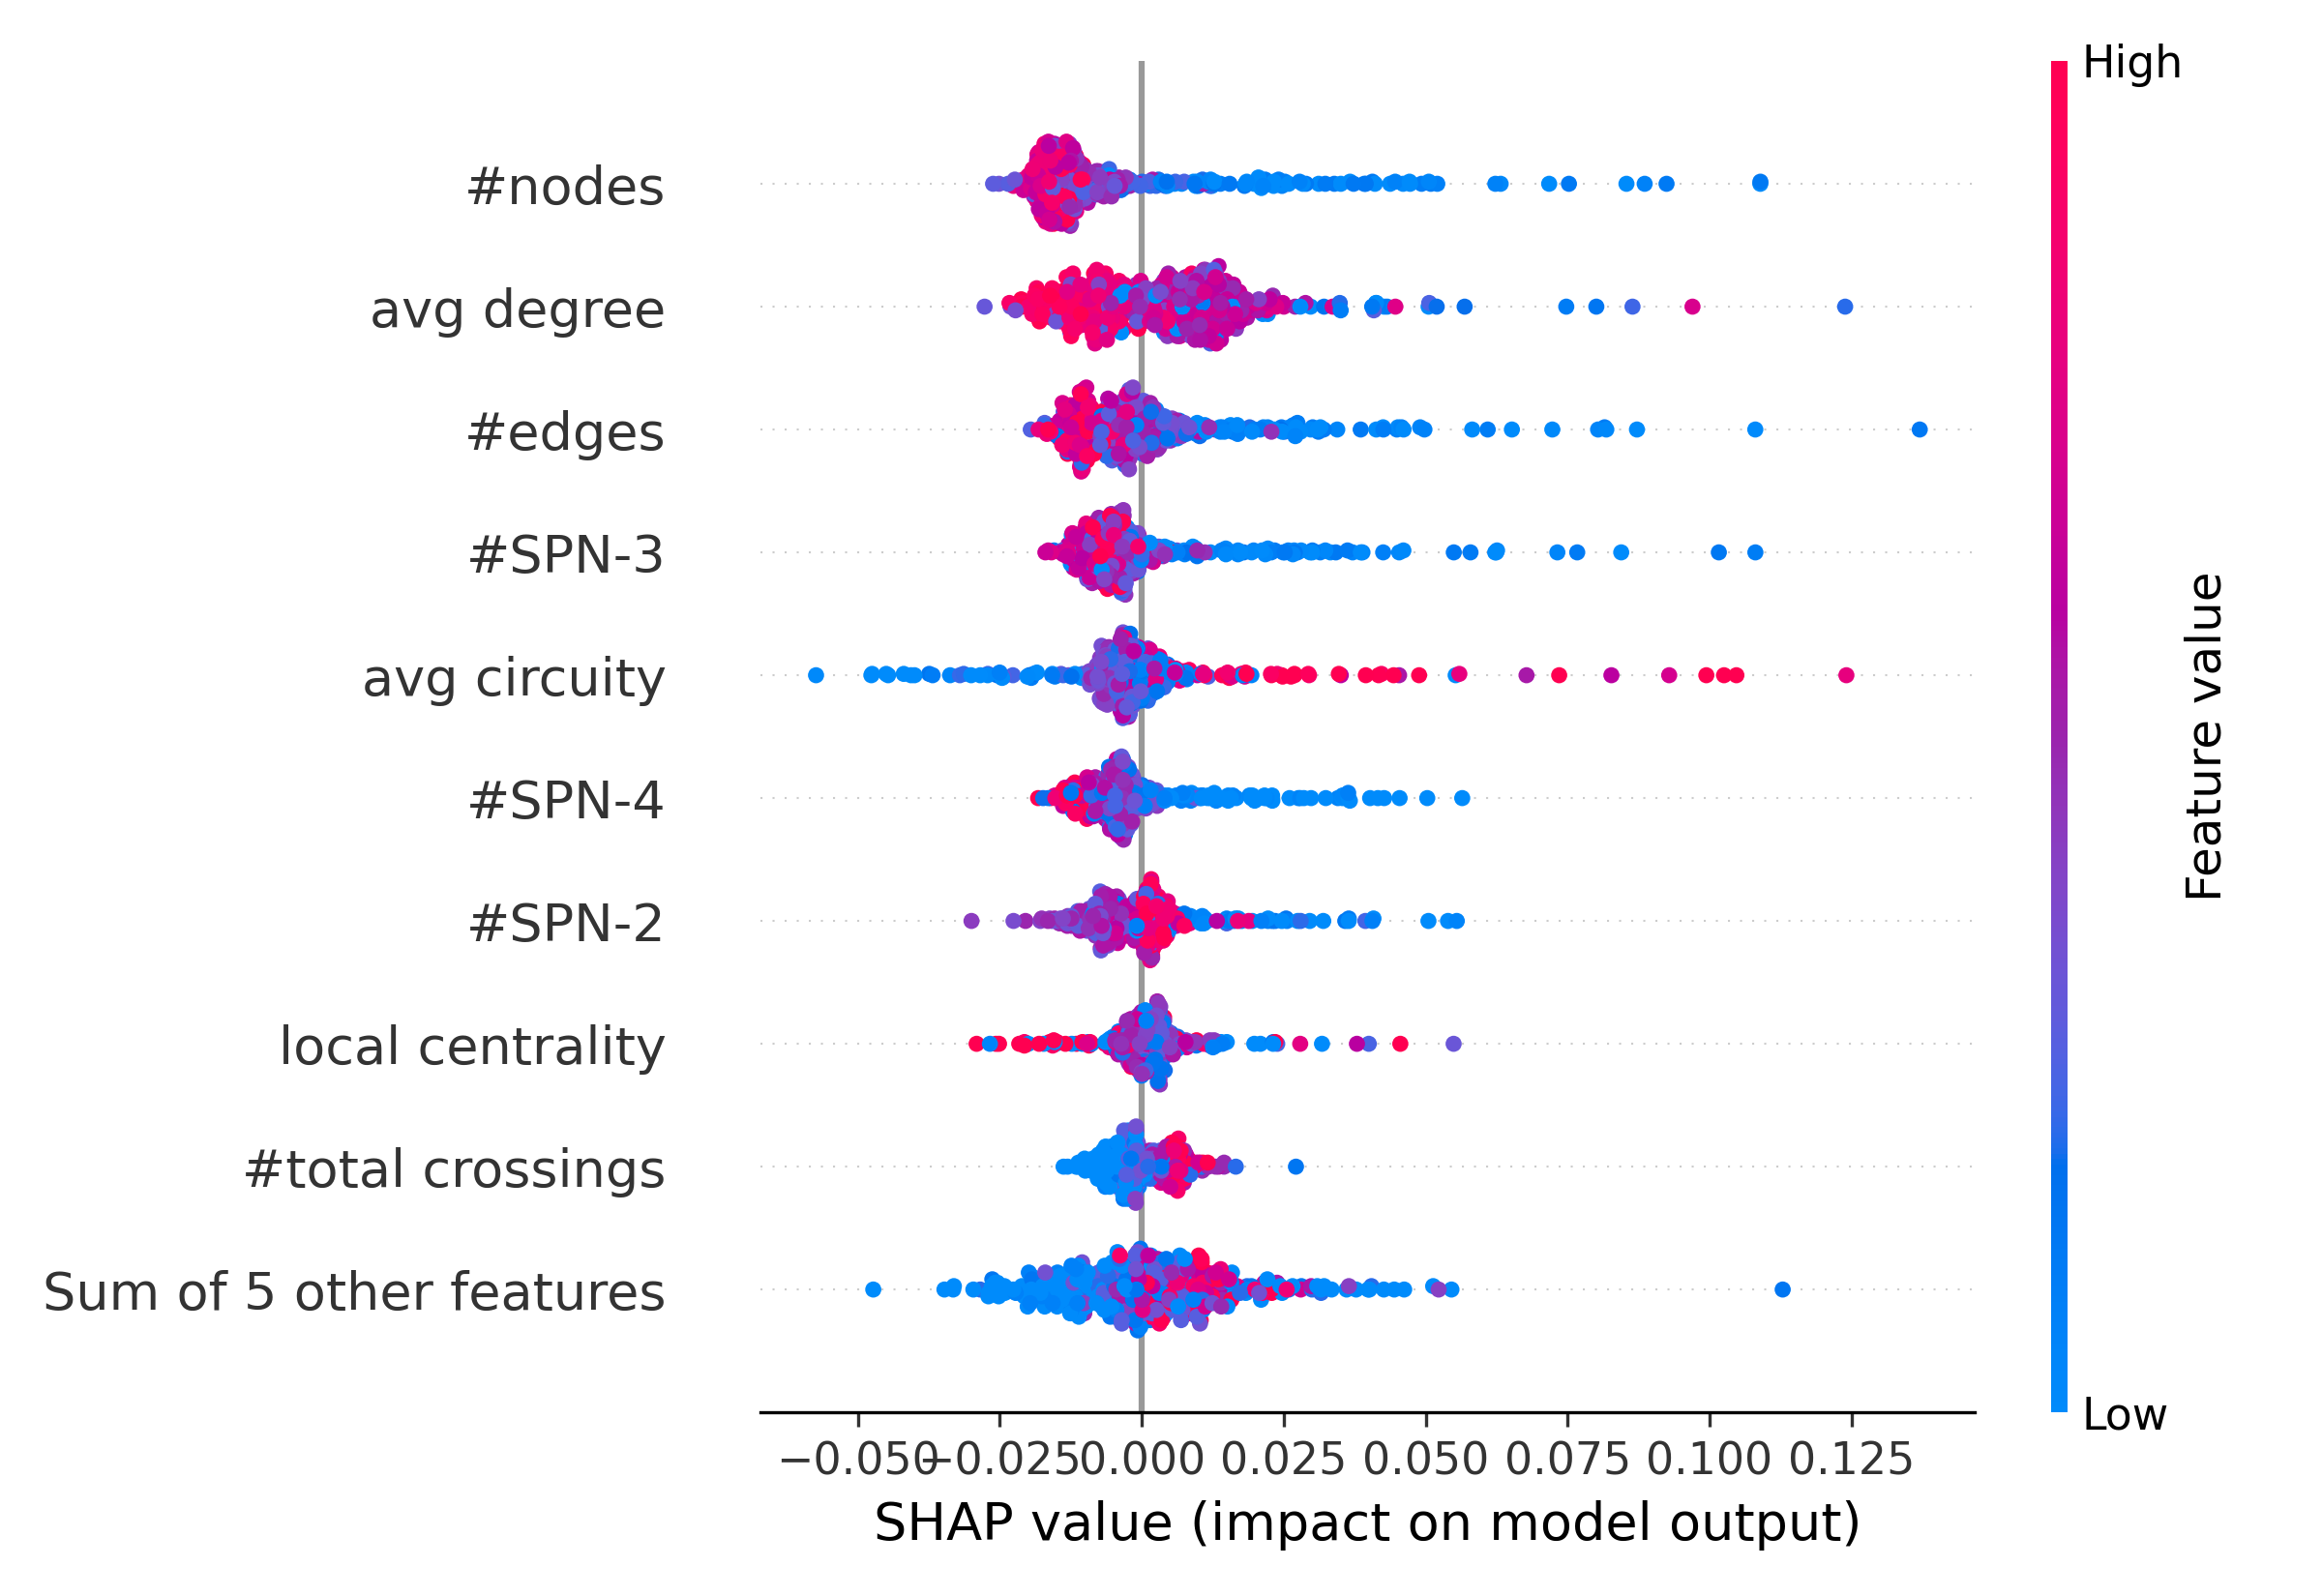 High
#nodes
avg degree
#edges
#SPN-3
avg circuity
#SPN-4
#SPN-2
local centrality
#total crossings
Sum of 5 other features
Feature value
Low
−0.050 −0.025 0.000 0.025 0.050 0.075 0.100 0.125
SHAP value (impact on model output)